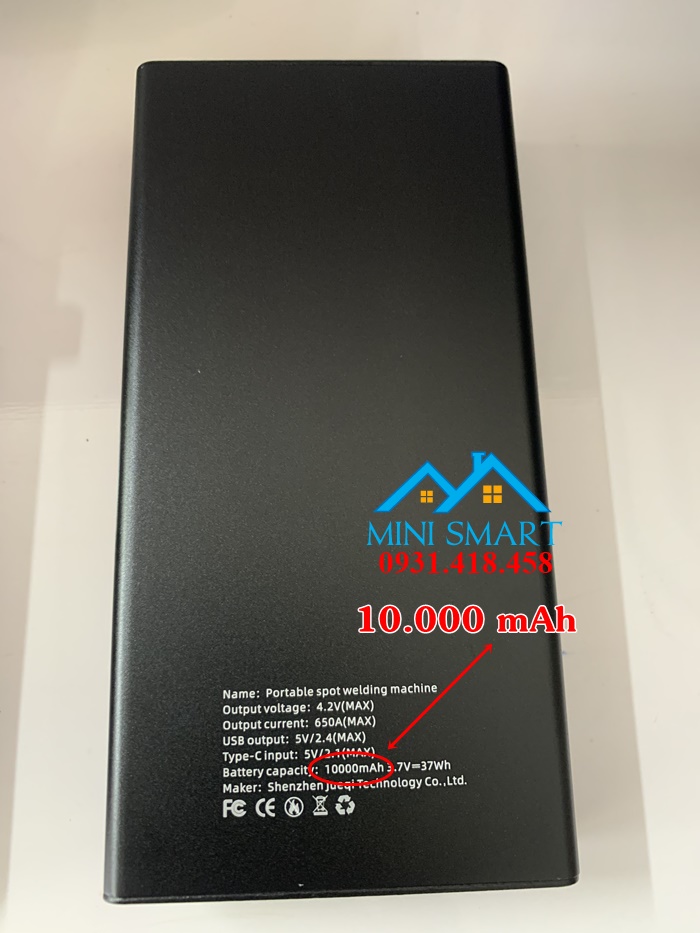 MINI SMART
0931.418.458
10.000 mAh
Name: Portable spot welding machine
Output voltage: 4.2V(MAX)
Output current: 650A(MAX)
USB output: 5V/2.4(MAX)
Type-C input: 5V/2.1(MAX)
Battery capacity: 10000mAh 3.7V=37Wh
Maker: Shenzhen Jueqi Technology Co.,Ltd.
FC CE